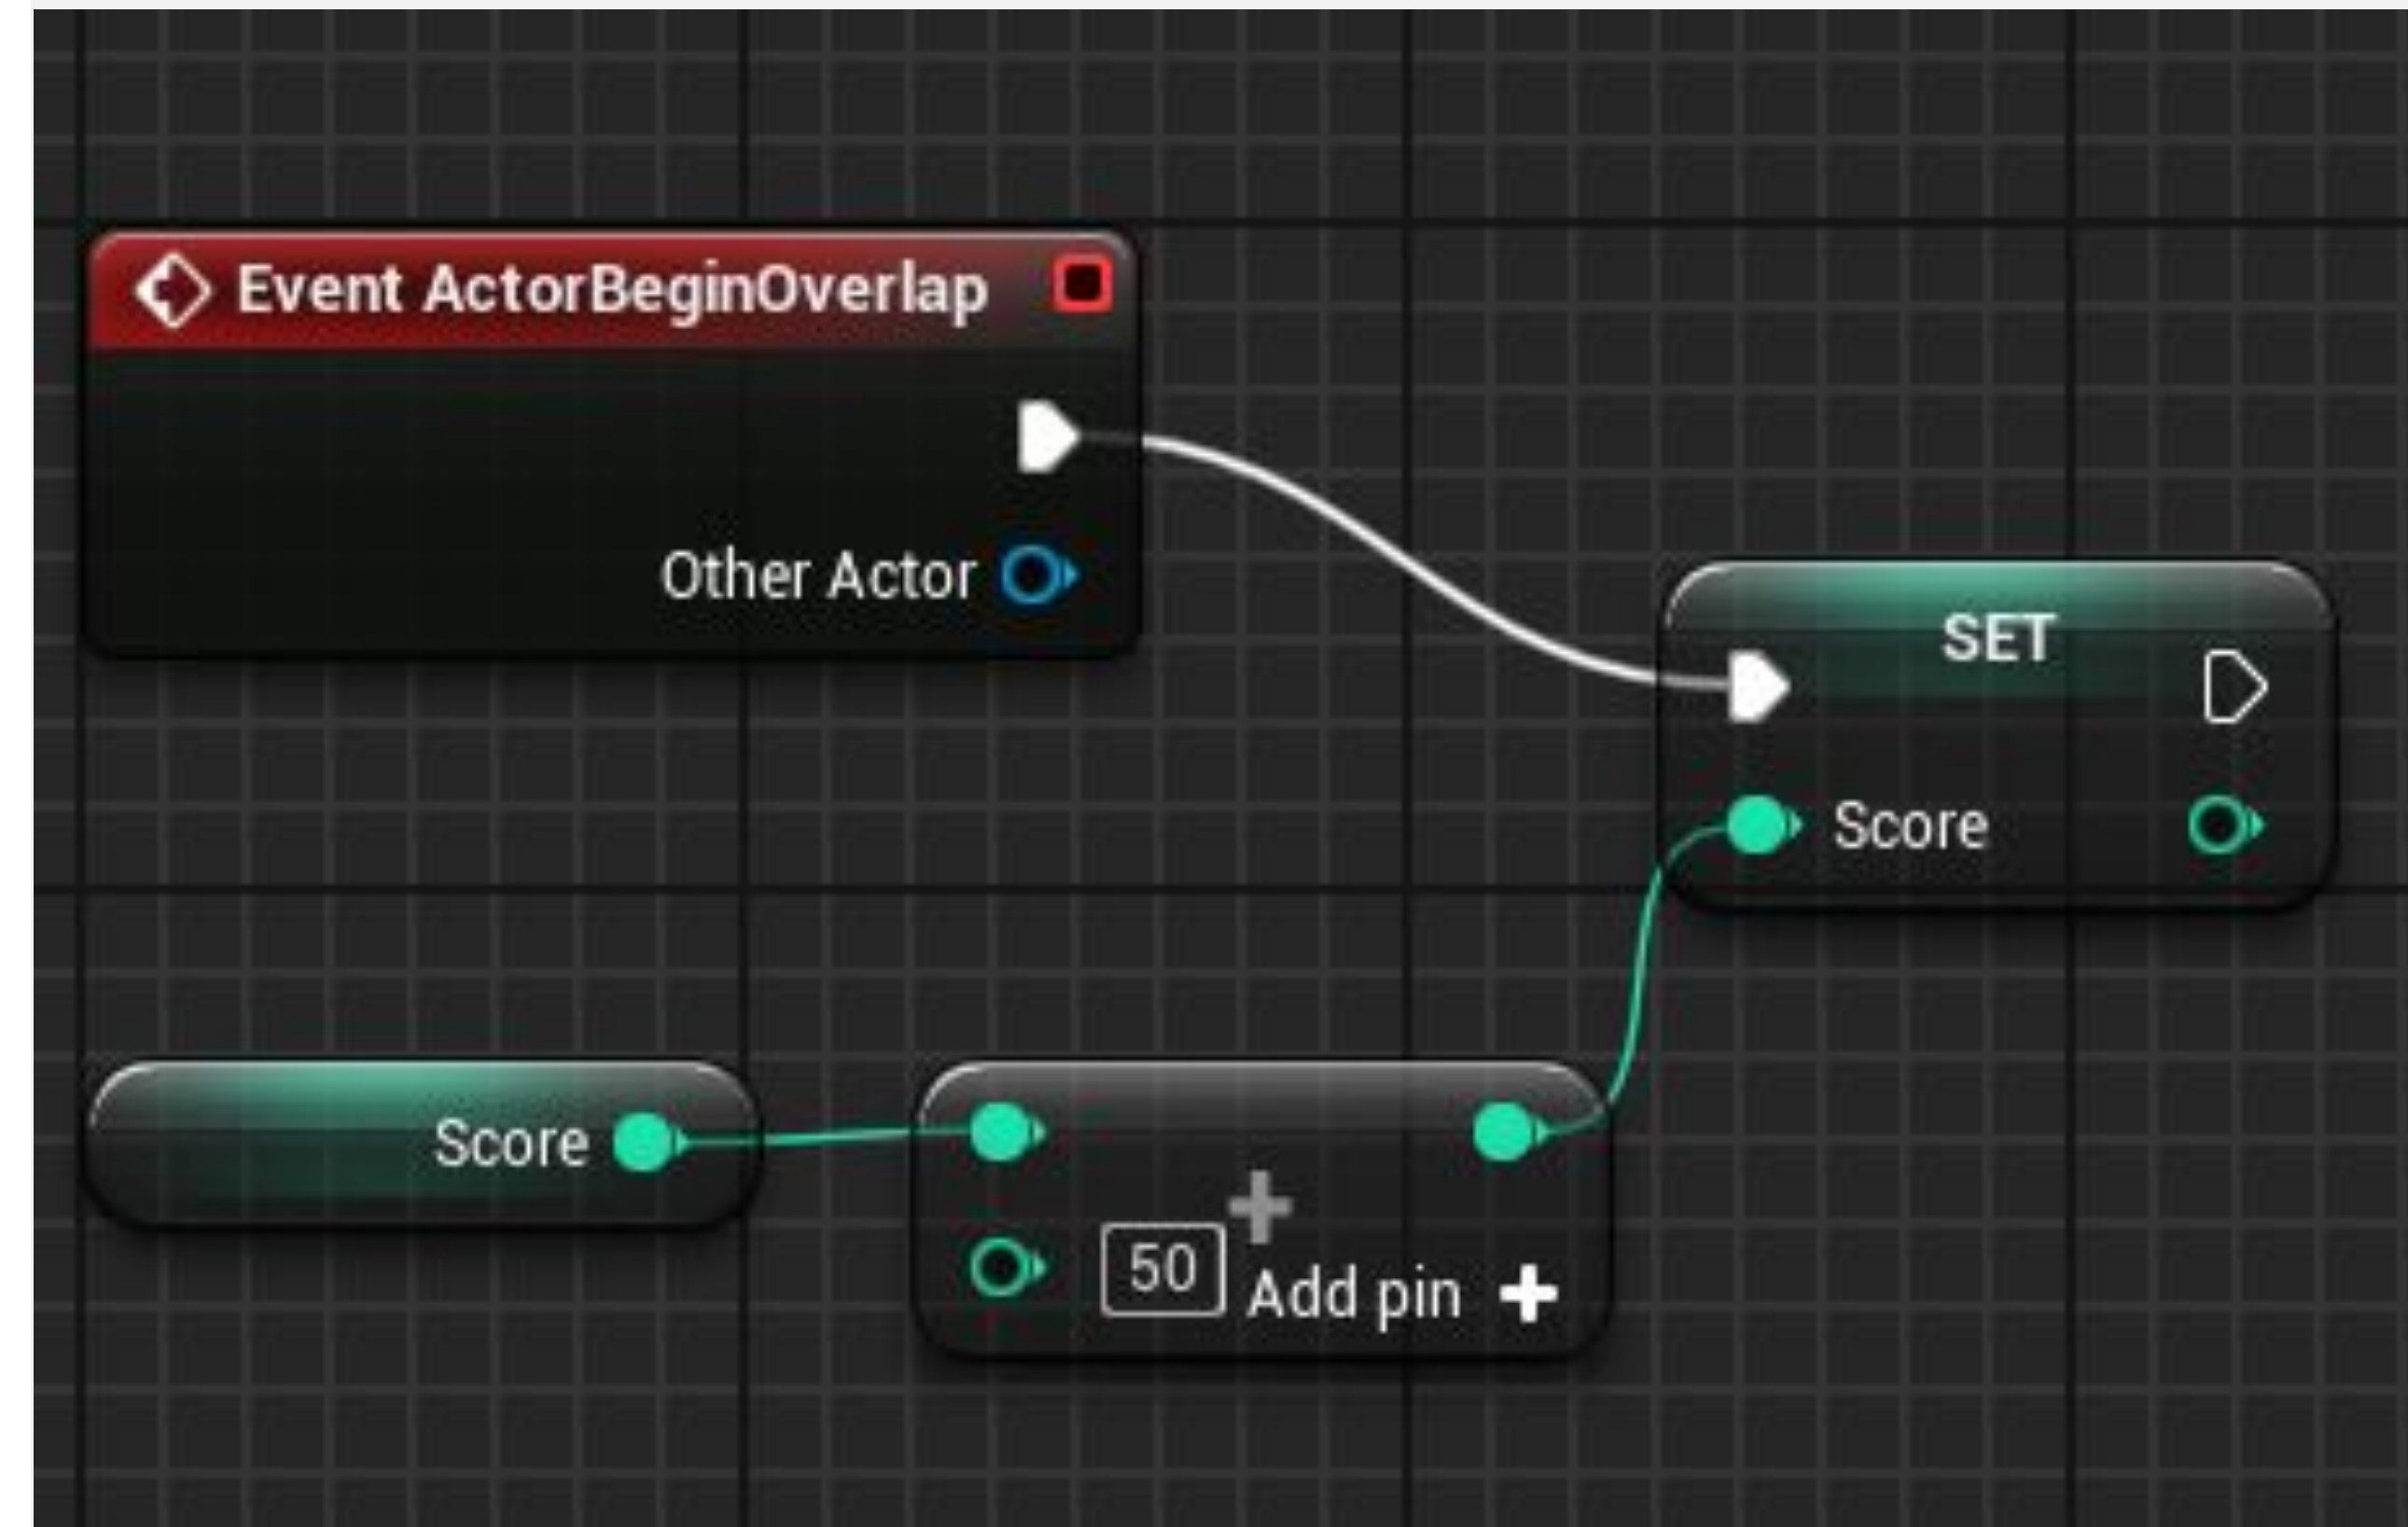 Event ActorBeginOverlap
Other Actor
SET
Score
Score
50
Add pin